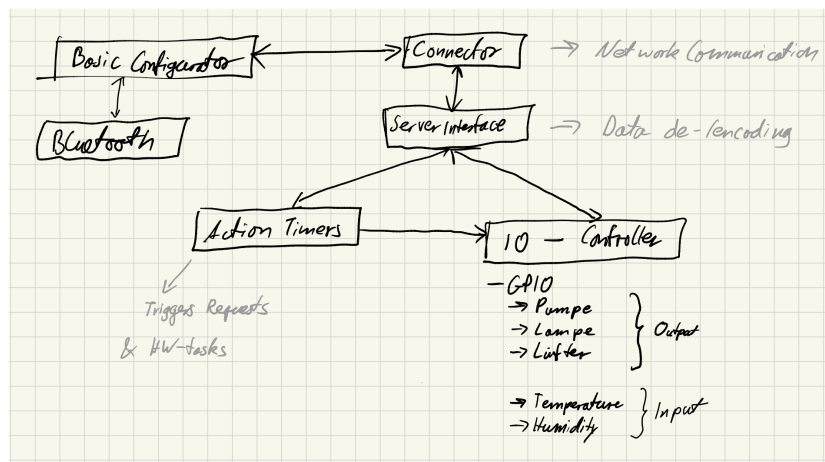 Basic Configurator
Connector
→ Network Communication
Bluetooth
Server Interface
→ Data de-/encoding
Action Timers
IO - Controller
Triggers Requests
& HW-tasks
- GPIO
→ Pumpe
→ Lampe
→ Lüfter
Output
→ Temperature
→ Humidity
Input